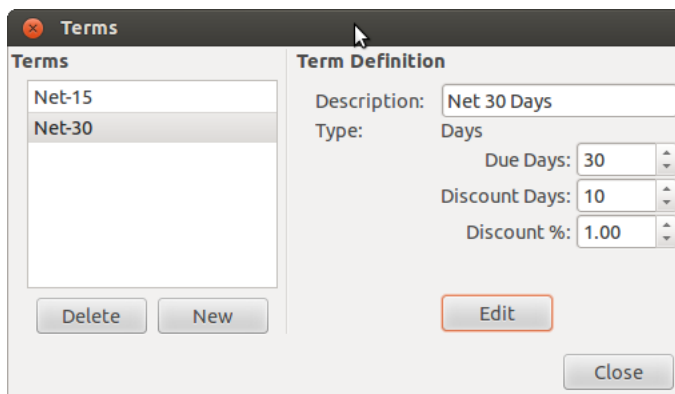 Terms
Terms
Net-15
Net-30
Delete New
Term Definition
Description: Net 30 Days
Type: Days
Due Days: 30
Discount Days: 10
Discount %: 1.00
Edit
Close